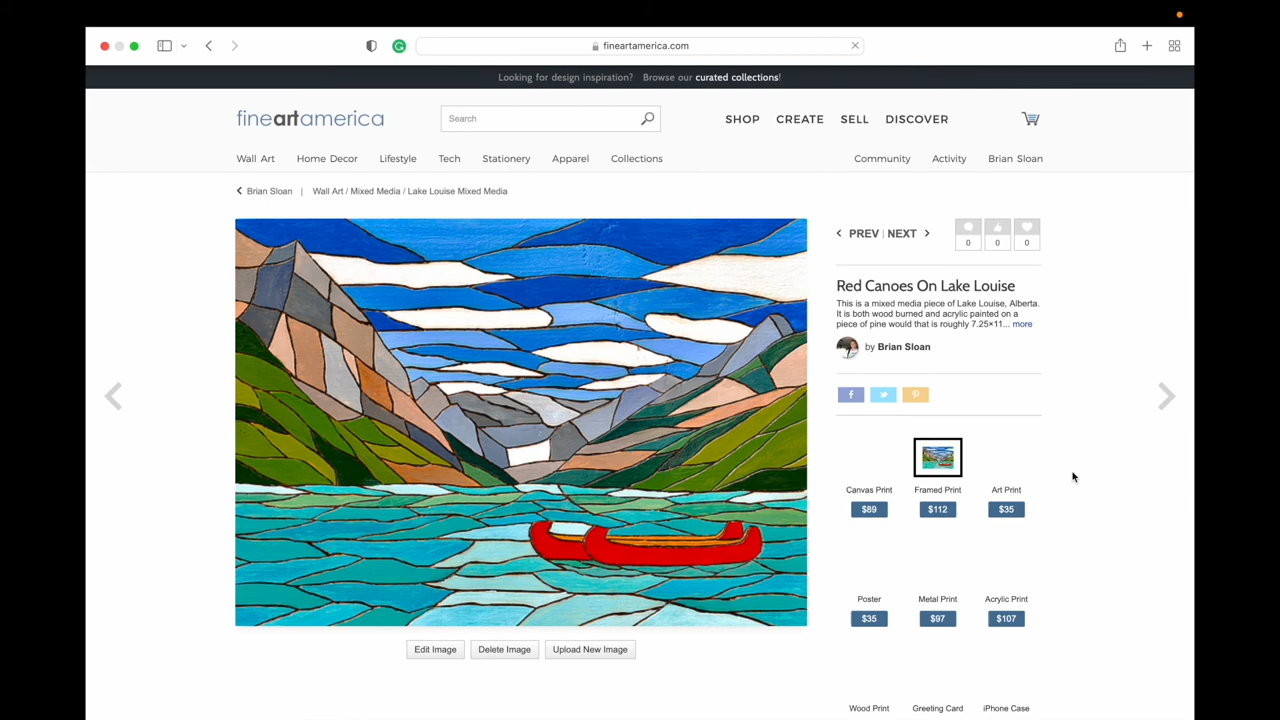 fineartamerica.com
Looking for design inspiration? Browse our curated collections!
fineartamerica
Search
SHOP CREATE SELL DISCOVER
Wall Art Home Decor Lifestyle Tech Stationery Apparel Collections Community Activity Brian Sloan
Brian Sloan | Wall Art / Mixed Media / Lake Louise Mixed Media
PREV | NEXT
0 0 0
Red Canoes On Lake Louise
This is a mixed media piece of Lake Louise, Alberta.
It is both wood burned and acrylic painted on a
piece of pine would that is roughly 7.25×11... more
by Brian Sloan
Canvas Print Framed Print Art Print
$89 $112 $35
Poster Metal Print Acrylic Print
$35 $97 $107
Edit Image Delete Image Upload New Image
Wood Print Greeting Card iPhone Case